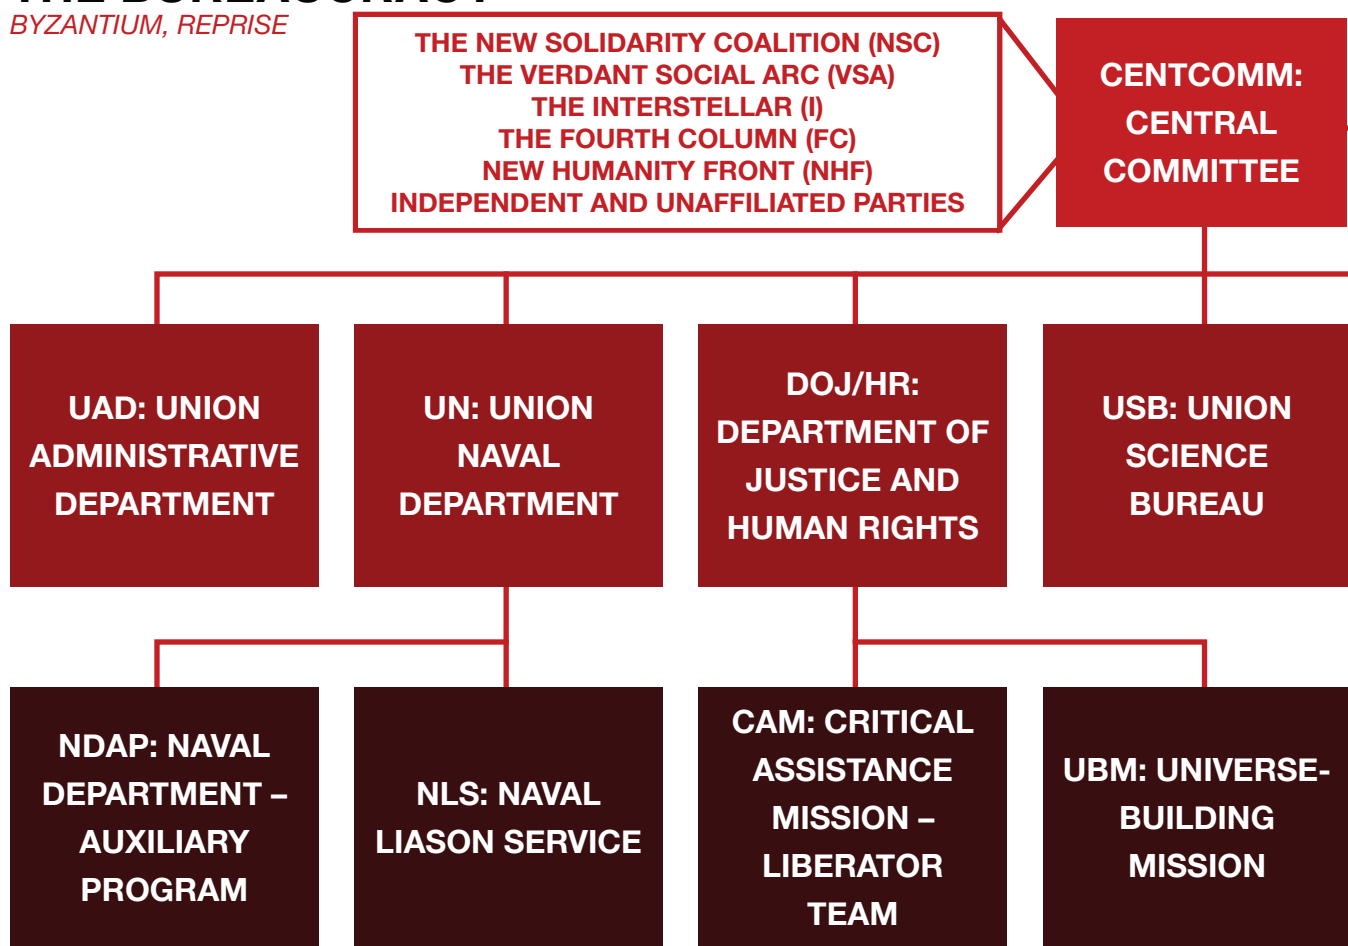 THE BUREAUCRACY
BYZANTIUM, REPRISE
THE NEW SOLIDARITY COALITION (NSC)
THE VERDANT SOCIAL ARC (VSA)
THE INTERSTELLAR (I)
THE FOURTH COLUMN (FC)
NEW HUMANITY FRONT (NHF)
INDEPENDENT AND UNAFFILIATED PARTIES
CENTCOMM:
CENTRAL
COMMITTEE
UAD: UNION
ADMINISTRATIVE
DEPARTMENT
UN: UNION
NAVAL
DEPARTMENT
DOJ/HR:
DEPARTMENT OF
JUSTICE AND
HUMAN RIGHTS
USB: UNION
SCIENCE
BUREAU
NDAP: NAVAL
DEPARTMENT –
AUXILIARY
PROGRAM
NLS: NAVAL
LIASON SERVICE
CAM: CRITICAL
ASSISTANCE
MISSION –
LIBERATOR
TEAM
UBM: UNIVERSE-
BUILDING
MISSION